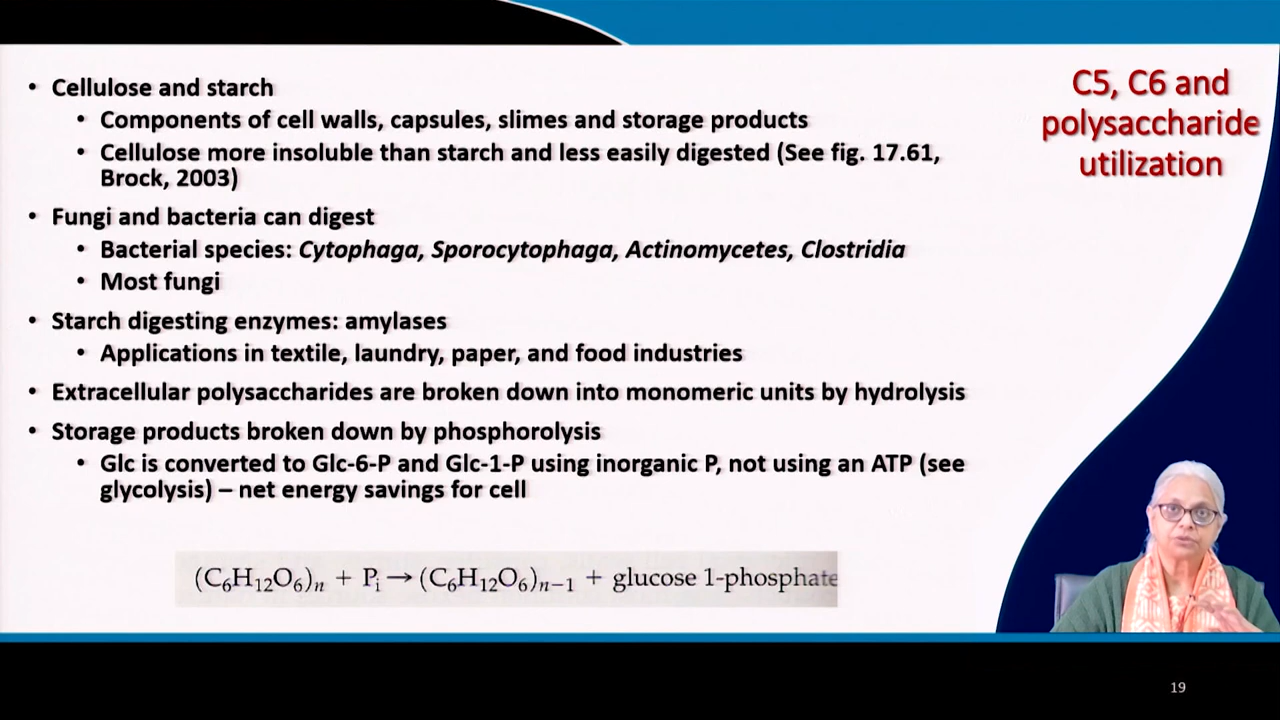 C5, C6 and
polysaccharide
utilization
• Cellulose and starch
• Components of cell walls, capsules, slimes and storage products
• Cellulose more insoluble than starch and less easily digested (See fig. 17.61,
Brock, 2003)
• Fungi and bacteria can digest
• Bacterial species: Cytophaga, Sporocytophaga, Actinomycetes, Clostridia
• Most fungi
• Starch digesting enzymes: amylases
• Applications in textile, laundry, paper, and food industries
• Extracellular polysaccharides are broken down into monomeric units by hydrolysis
• Storage products broken down by phosphorolysis
• Glc is converted to Glc-6-P and Glc-1-P using inorganic P, not using an ATP (see
glycolysis) – net energy savings for cell
(C₆H₁₂O₆)ₙ + Pᵢ → (C₆H₁₂O₆)ₙ₋₁ + glucose 1-phosphate
19